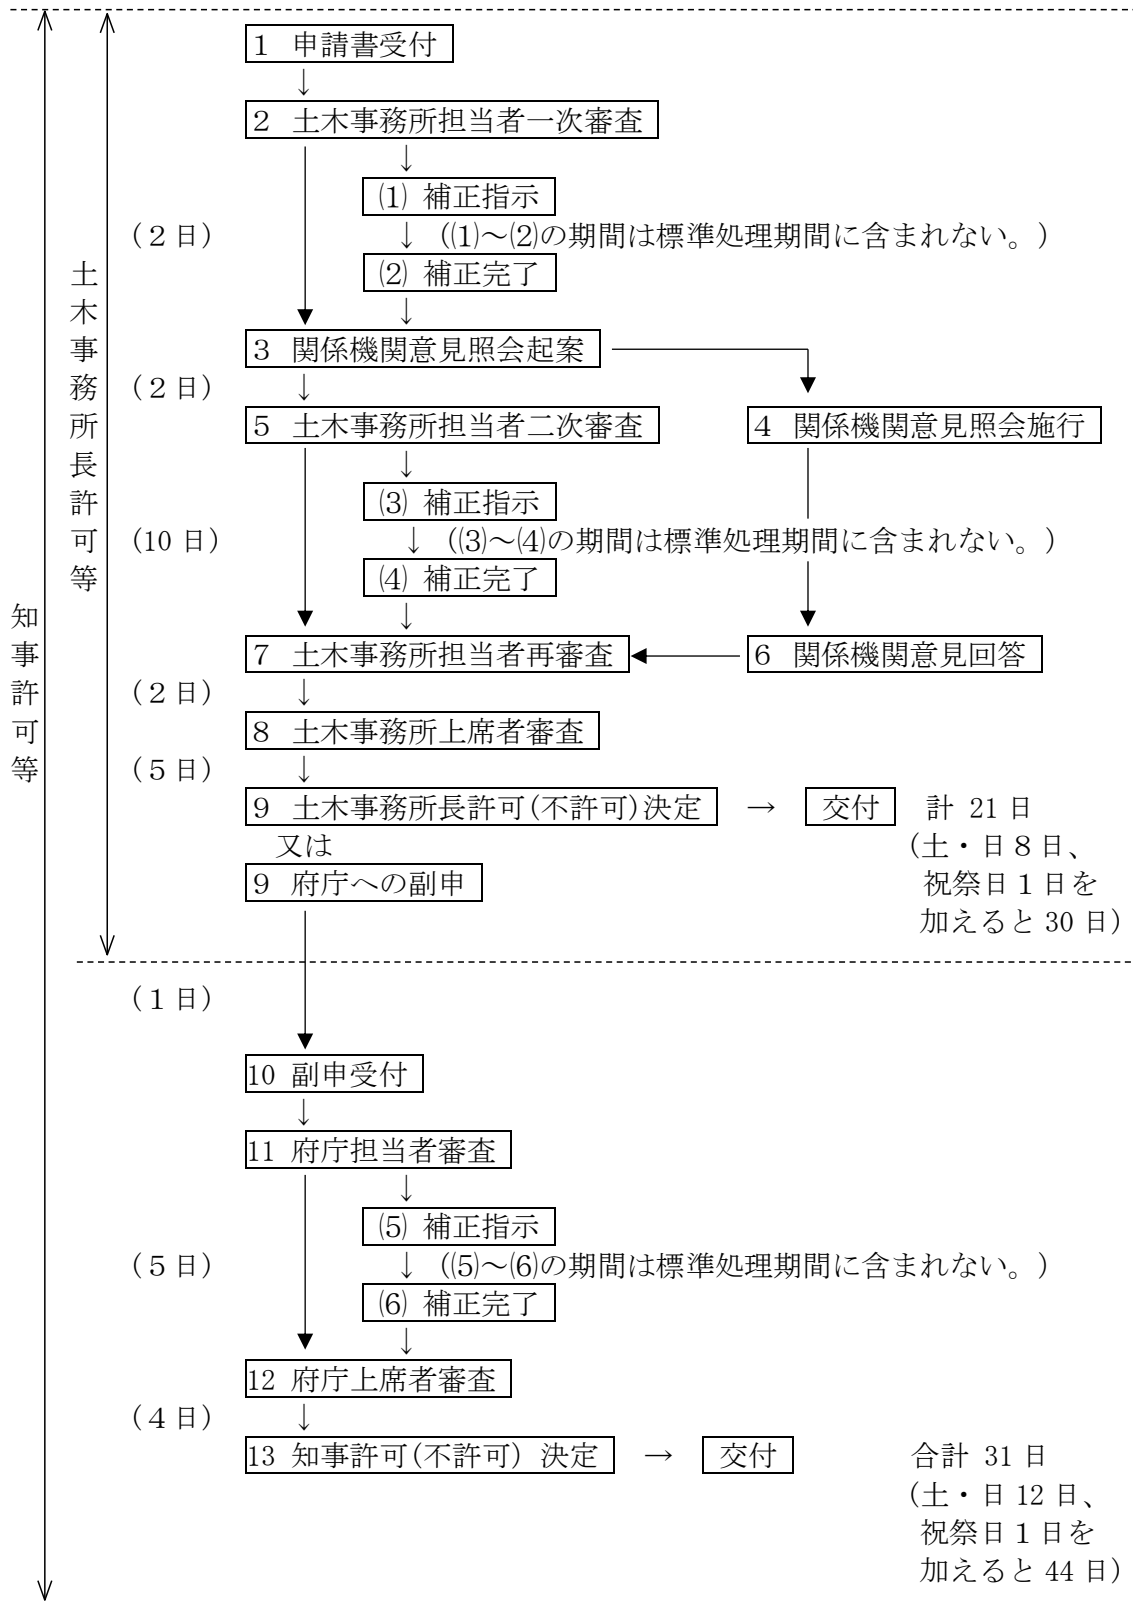 1 申請書受付
↓
2 土木事務所担当者一次審査
↓
⑴ 補正指示
(2日) ↓ (⑴～⑵の期間は標準処理期間に含まれない。)
⑵ 補正完了
↓
3 関係機関意見照会起案
(2日) ↓
5 土木事務所担当者二次審査
4 関係機関意見照会施行
↓
⑶ 補正指示
(10日) ↓ (⑶～⑷の期間は標準処理期間に含まれない。)
⑷ 補正完了
↓
7 土木事務所担当者再審査
6 関係機関意見回答
(2日) ↓
8 土木事務所上席者審査
(5日) ↓
9 土木事務所長許可(不許可)決定 → 交付 計 21日
又は
(土・日8日、
9 府庁への副申
祝祭日1日を
加えると30日)
土木事務所長許可等
知事許可等
(1日)
10 副申受付
↓
11 府庁担当者審査
↓
⑸ 補正指示
(5日) ↓ (⑸～⑹の期間は標準処理期間に含まれない。)
⑹ 補正完了
↓
12 府庁上席者審査
(4日) ↓
13 知事許可(不許可) 決定 → 交付 合計 31日
(土・日12日、
祝祭日1日を
加えると44日)